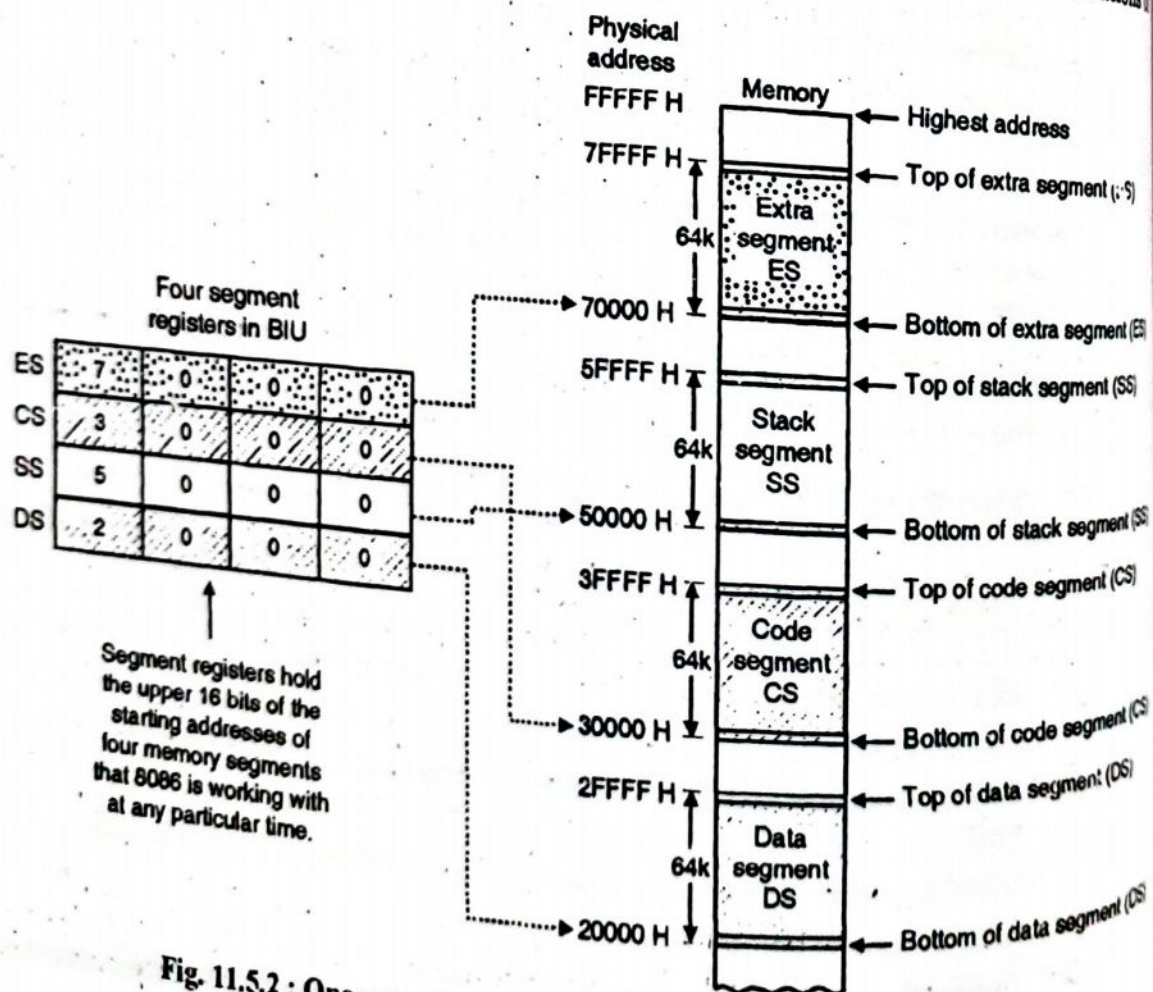 Physical
address
FFFFF H
Memory
Highest address
7FFFF H
Top of extra segment
64k
Extra
segment
ES
70000 H
Bottom of extra segment (ES)
5FFFF H
Top of stack segment (SS)
64k
Stack
segment
SS
50000 H
Bottom of stack segment (SS)
3FFFF H
Top of code segment (CS)
64k
Code
segment
CS
30000 H
Bottom of code segment (CS
2FFFF H
Top of data segment (DS)
64k
Data
segment
DS
20000 H
Bottom of data segment (DS)
Four segment
registers in BIU
ES 7 0 0 0
CS 3 0 0 0
SS 5 0 0 0
DS 2 0 0 0
Segment registers hold
the upper 16 bits of the
starting addresses of
four memory segments
that 8086 is working with
at any particular time.
Fig. 11.5.2 :